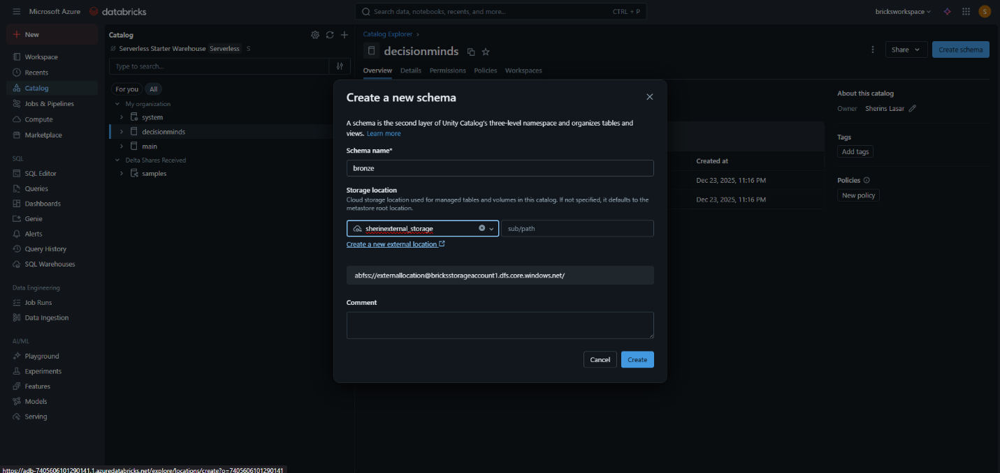 Microsoft Azure databricks
Search data, notebooks, recents, and more... CTRL + P
bricksworkspace
S
New
Workspace
Recents
Catalog
Jobs & Pipelines
Compute
Marketplace
SQL
SQL Editor
Queries
Dashboards
Genie
Alerts
Query History
SQL Warehouses
Data Engineering
Job Runs
Data Ingestion
AI/ML
Playground
Experiments
Features
Models
Serving
Catalog
Serverless Starter Warehouse Serverless S
Type to search...
For you All
My organization
system
decisionminds
main
Delta Shares Received
samples
Catalog Explorer
decisionminds
Share
Create schema
Overview Details Permissions Policies Workspaces
Create a new schema
A schema is the second layer of Unity Catalog's three-level namespace and organizes tables and
views. Learn more
Schema name*
bronze
Storage location
Cloud storage location used for managed tables and volumes in this catalog. If not specified, it defaults to the
metastore root location.
sherinexternal_storage
sub/path
Create a new external location
abfss://externallocation@bricksstorageaccount1.dfs.core.windows.net/
Comment
Cancel Create
Created at
Dec 23, 2025, 11:16 PM
Dec 23, 2025, 11:16 PM
About this catalog
Owner Sherins Lasar
Tags
Add tags
Policies
New policy
https://adb-7405606101290141.1.azuredatabricks.net/explore/locations/create?o=7405606101290141